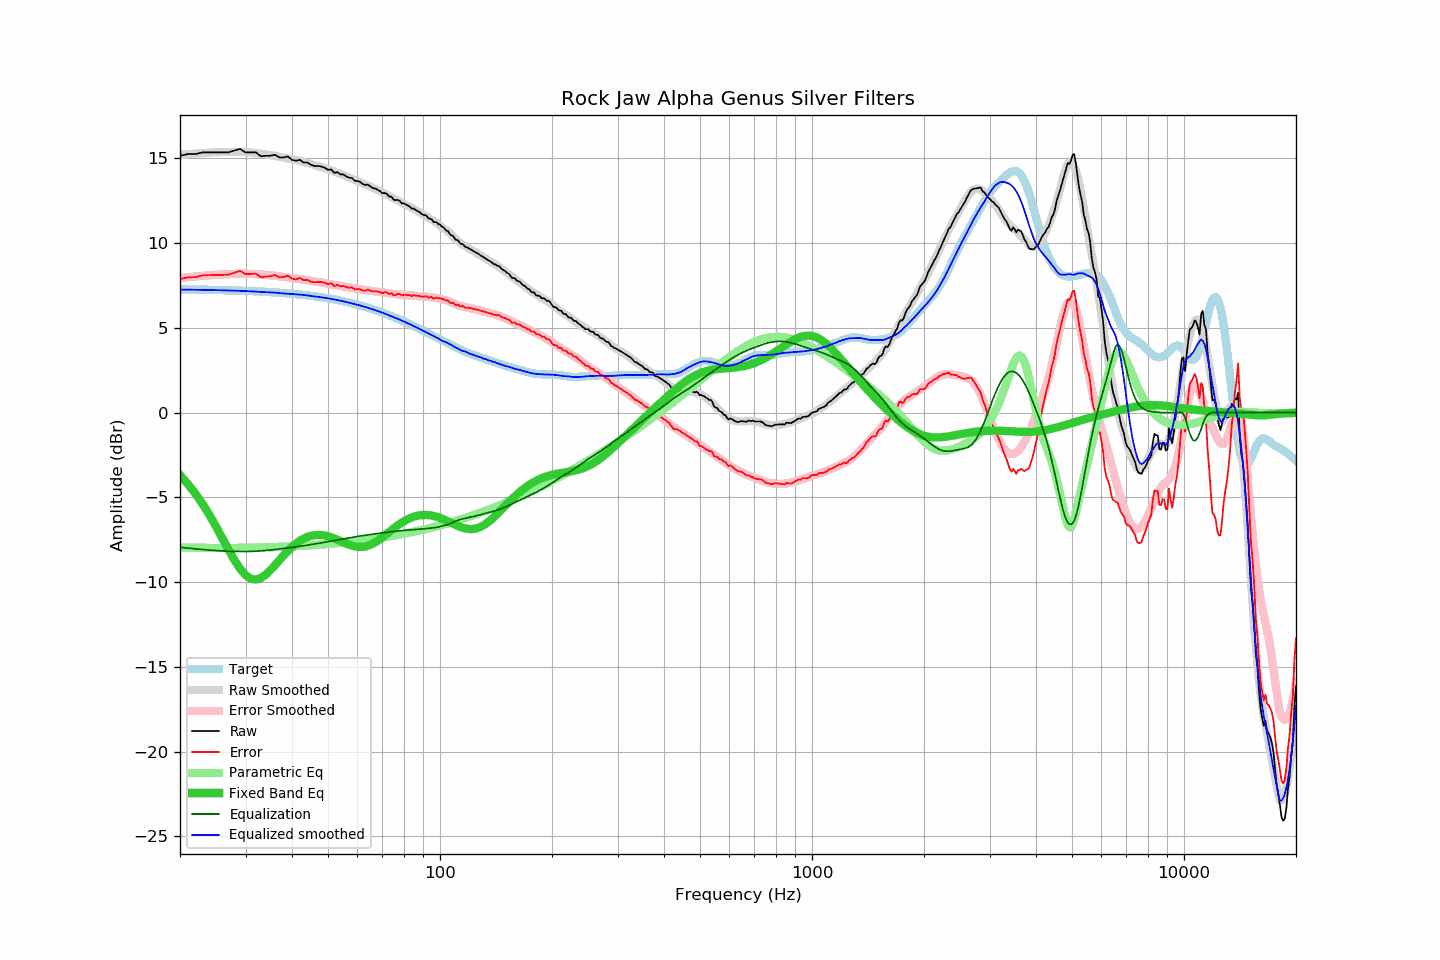 Rock Jaw Alpha Genus Silver Filters
Amplitude (dBr)
15
10
5
0
−5
−10
−15
−20
−25
Target
Raw Smoothed
Error Smoothed
Raw
Error
Parametric Eq
Fixed Band Eq
Equalization
Equalized smoothed
100
1000
10000
Frequency (Hz)